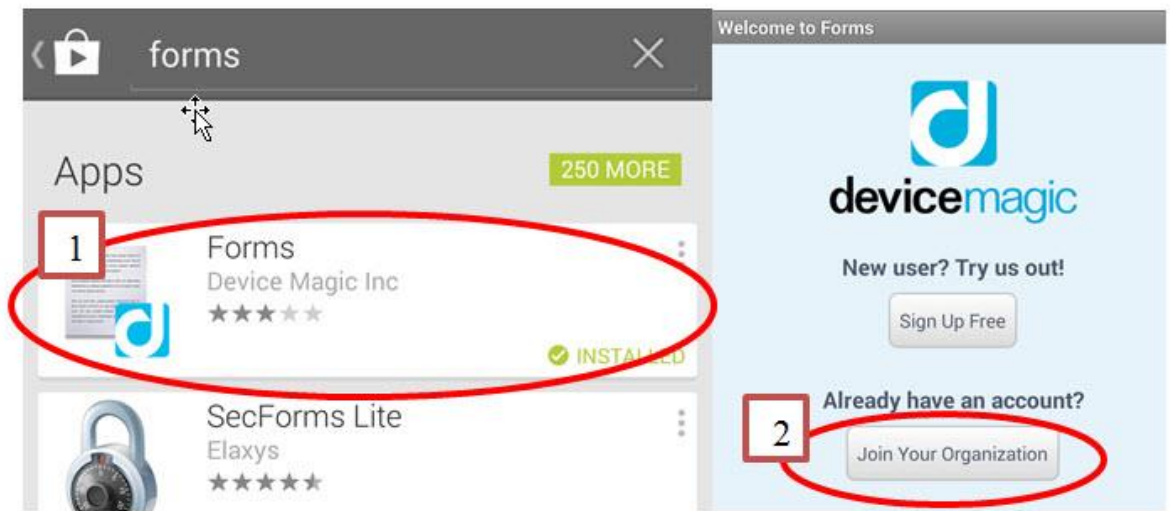 forms
Apps
250 MORE
1
Forms
Device Magic Inc
INSTALLED
SecForms Lite
Elaxys
Welcome to Forms
devicemagic
New user? Try us out!
Sign Up Free
Already have an account?
2
Join Your Organization